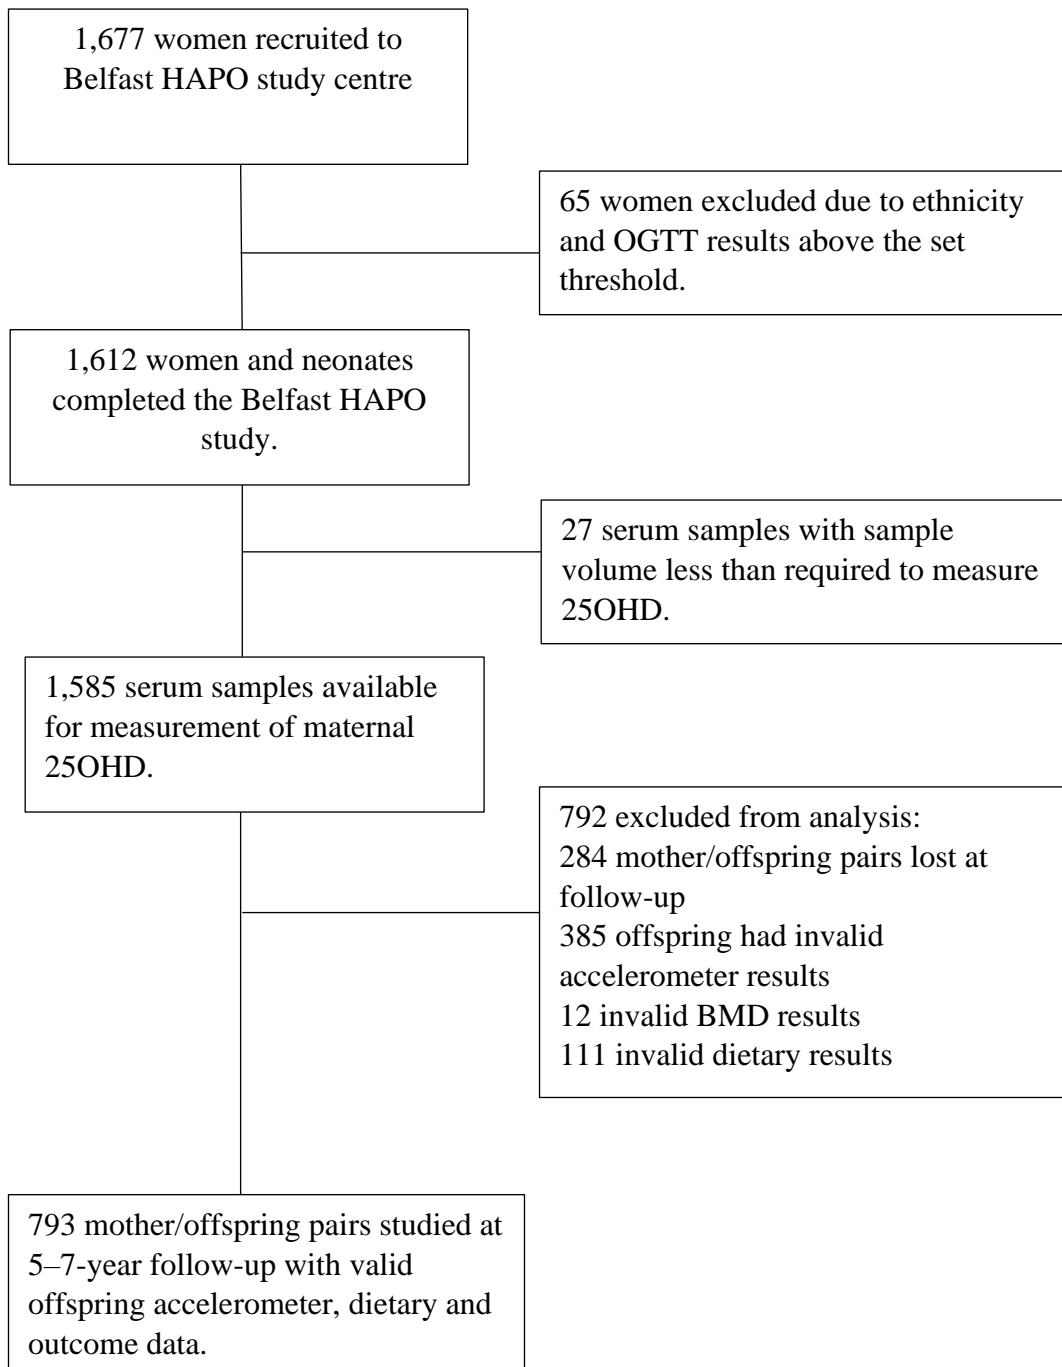 1,677 women recruited to
Belfast HAPO study centre
65 women excluded due to ethnicity
and OGTT results above the set
threshold.
1,612 women and neonates
completed the Belfast HAPO
study.
27 serum samples with sample
volume less than required to measure
25OHD.
1,585 serum samples available
for measurement of maternal
25OHD.
792 excluded from analysis:
284 mother/offspring pairs lost at
follow-up
385 offspring had invalid
accelerometer results
12 invalid BMD results
111 invalid dietary results
793 mother/offspring pairs studied at
5–7-year follow-up with valid
offspring accelerometer, dietary and
outcome data.